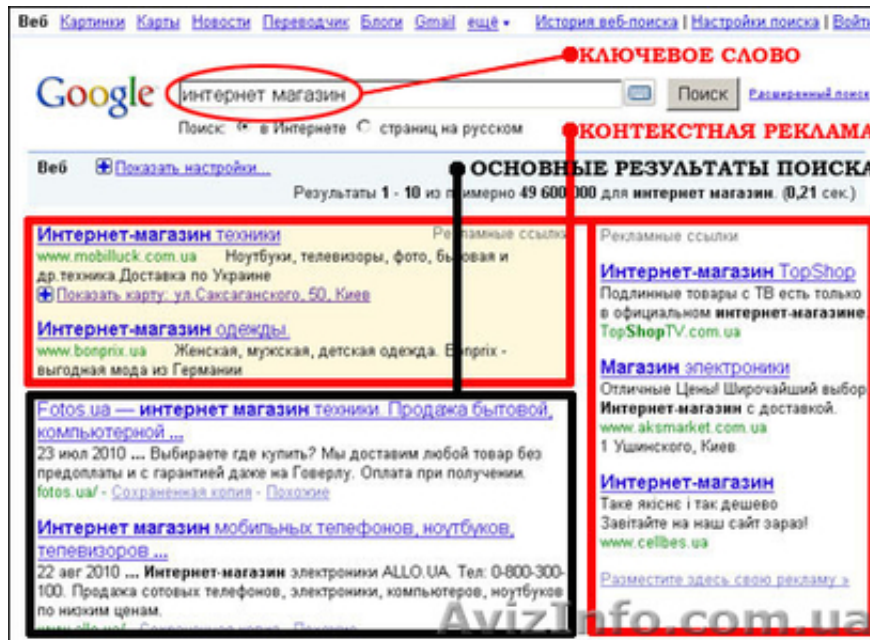 Веб Картинки Карты Новости Переводчик Блоги Gmail ещё История веб-поиска | Настройки поиска | Войти
КЛЮЧЕВОЕ СЛОВО
Google интернет магазин Поиск Расширенный поиск
Поиск: в Интернете страниц на русском
КОНТЕКСТНАЯ РЕКЛАМА
Веб Показать настройки... ОСНОВНЫЕ РЕЗУЛЬТАТЫ ПОИСКА
Результаты 1 - 10 из примерно 49 600 000 для интернет магазин. (0,21 сек.)
Интернет-магазин техники Рекламные ссылки
www.mobilluck.com.ua Ноутбуки, телевизоры, фото, бытовая и
др.техника.Доставка по Украине
Показать карту: ул.Саксаганского, 50, Киев
Интернет-магазин одежды.
www.bonprix.ua Женская, мужская, детская одежда. Bonprix -
выгодная мода из Германии
Fotos.ua — интернет магазин техники. Продажа бытовой,
компьютерной ...
23 июл 2010 ... Выбираете где купить? Мы доставим любой товар без
предоплаты и с гарантией даже на Говерлу. Оплата при получении.
fotos.ua/ - Сохраненная копия - Похожие
Интернет магазин мобильных телефонов, ноутбуков,
телевизоров ...
22 авг 2010 ... Интернет-магазин электроники ALLO.UA. Тел: 0-800-300-
100. Продажа сотовых телефонов, электроники, компьютеров, ноутбуков
по низким ценам.
www.allo.ua/ - Сохраненная копия - Похожие
Рекламные ссылки
Интернет-магазин TopShop
Подлинные товары с ТВ есть только
в официальном интернет-магазине.
TopShopTV.com.ua
Магазин электроники
Отличные Цены! Широчайший выбор
Интернет-магазин с доставкой.
www.aksmarket.com.ua
1 Ушинского, Киев
Интернет-магазин
Таке якісне і так дешево
Завітайте на наш сайт зараз!
www.cellbes.ua
Разместите здесь свою рекламу »
AvizInfo.com.ua